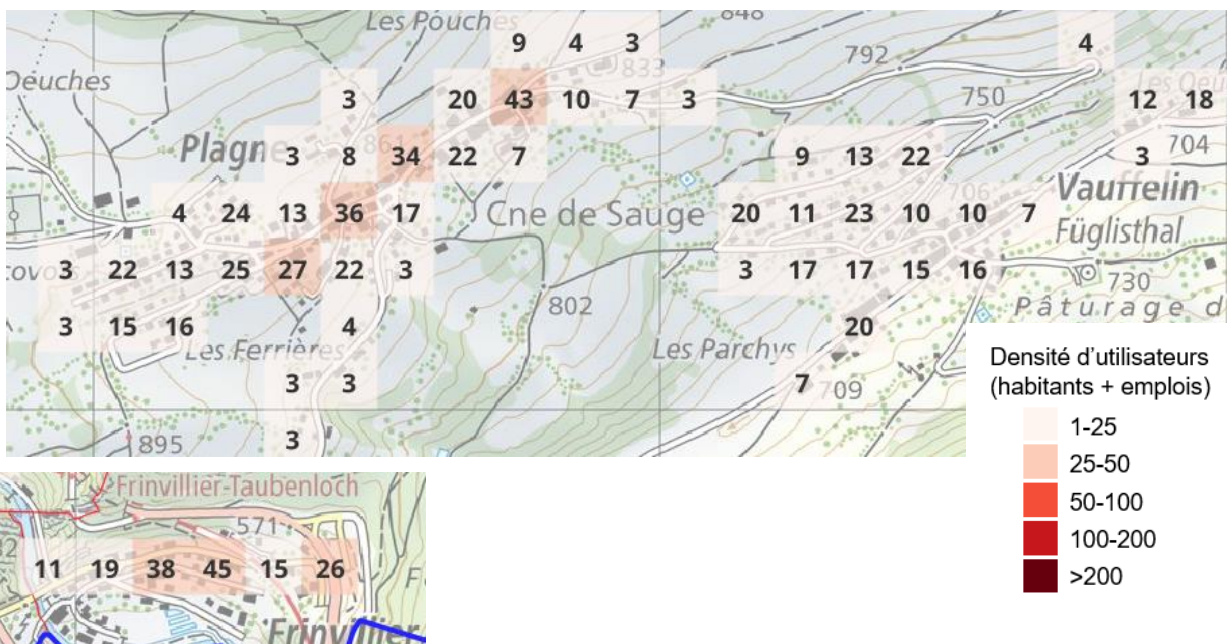 Les Pouches
848
9 4 3
833
792
4
Oeuches
Les Oeu
3 20 43 10 7 3
750
12 18
Plagne
3 8 34 22 7
9 13 22
3 704
4 24 13 36 17
Cne de Sauge
20 11 23 10 10 7
706
Vauffelin
Füglisthal
3 22 13 25 27 22 3
802
3 17 17 15 16
730
Pâturage d
3 15 16 4
Les Ferrières
20
Les Parchys
3 3
7 709
895
3
Densité d'utilisateurs
(habitants + emplois)
1-25
25-50
50-100
100-200
>200
Frinvillier-Taubenloch
571
11 19 38 45 15 26
Frinvillier